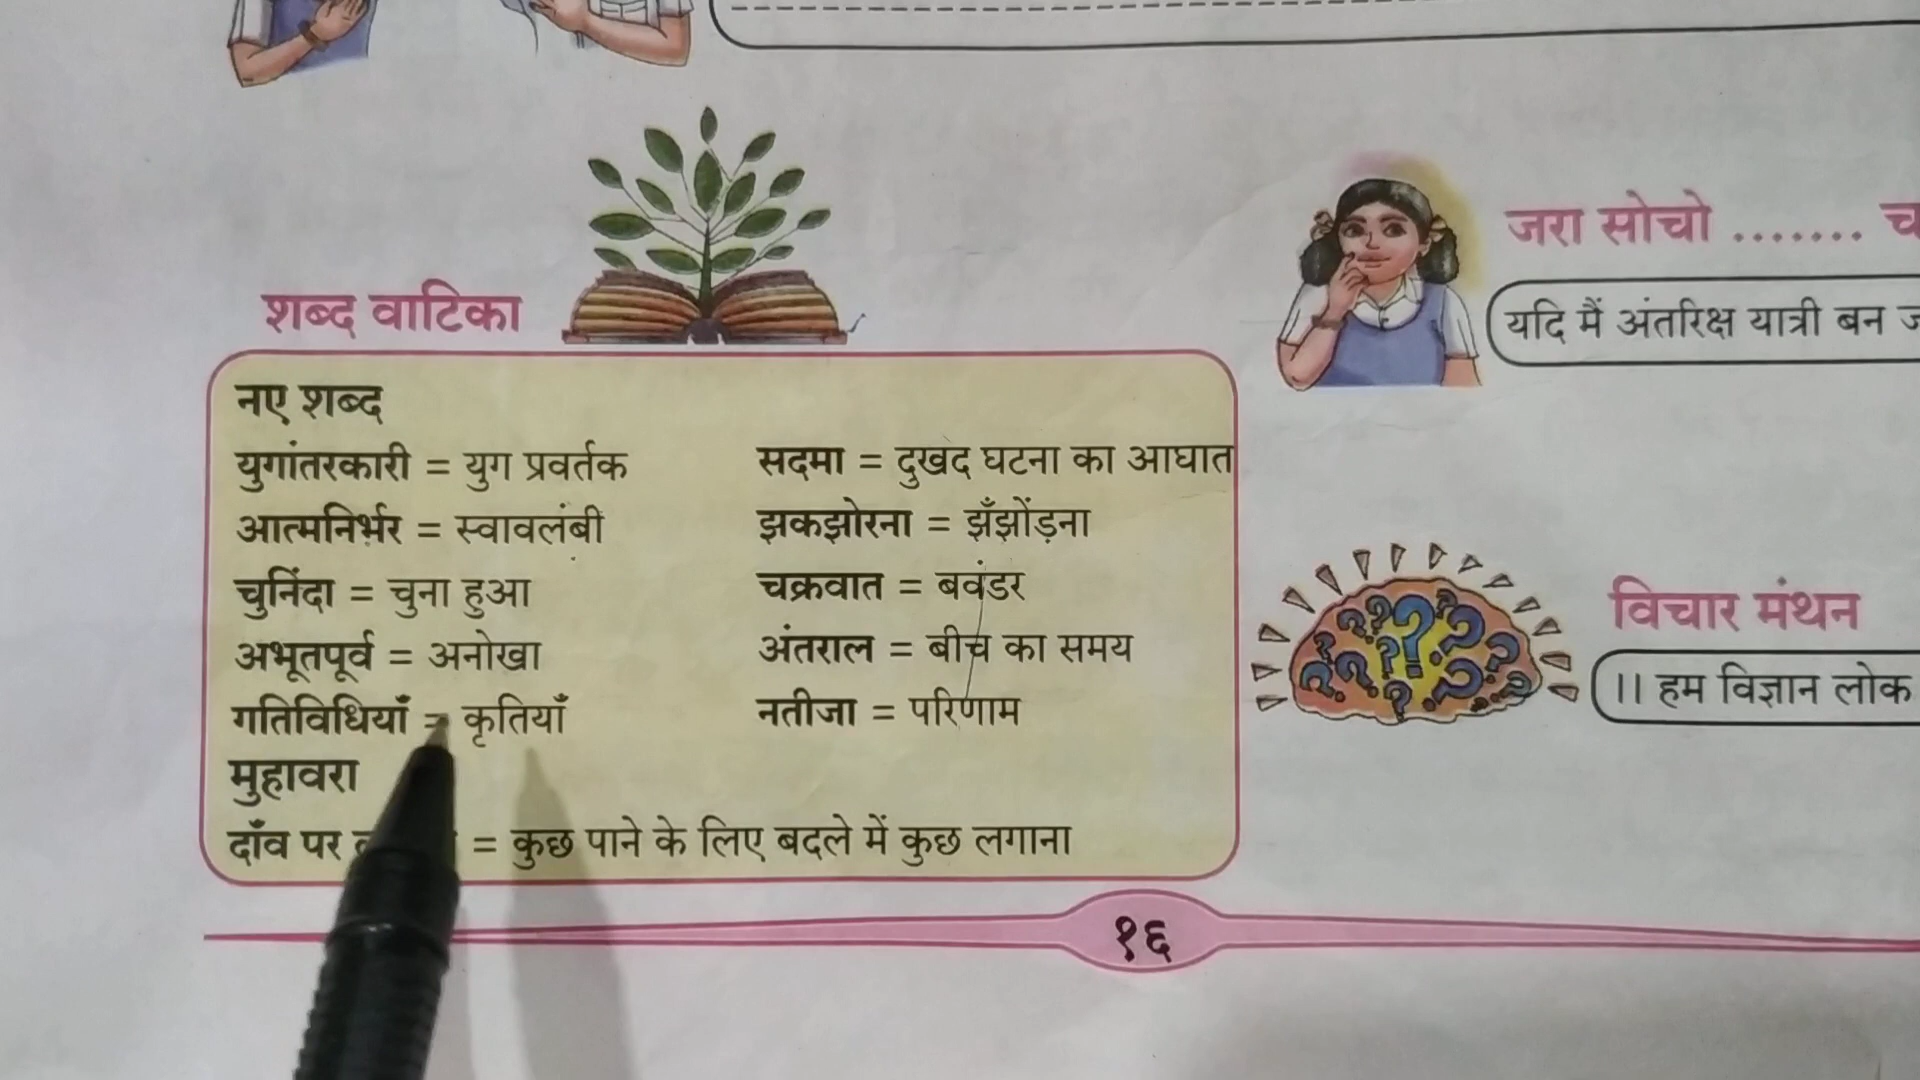 शब्द वाटिका
नए शब्द
युगांतरकारी = युग प्रवर्तक
आत्मनिर्भर = स्वावलंबी
चुनिंदा = चुना हुआ
अभूतपूर्व = अनोखा
गतिविधियाँ = कृतियाँ
सदमा = दुखद घटना का आघात
झकझोरना = झँझोंड़ना
चक्रवात = बवंडर
अंतराल = बीच का समय
नतीजा = परिणाम
मुहावरा
दाँव पर = कुछ पाने के लिए बदले में कुछ लगाना
जरा सोचो .......
यदि मैं अंतरिक्ष यात्री बन
विचार मंथन
।। हम विज्ञान लोक
१६